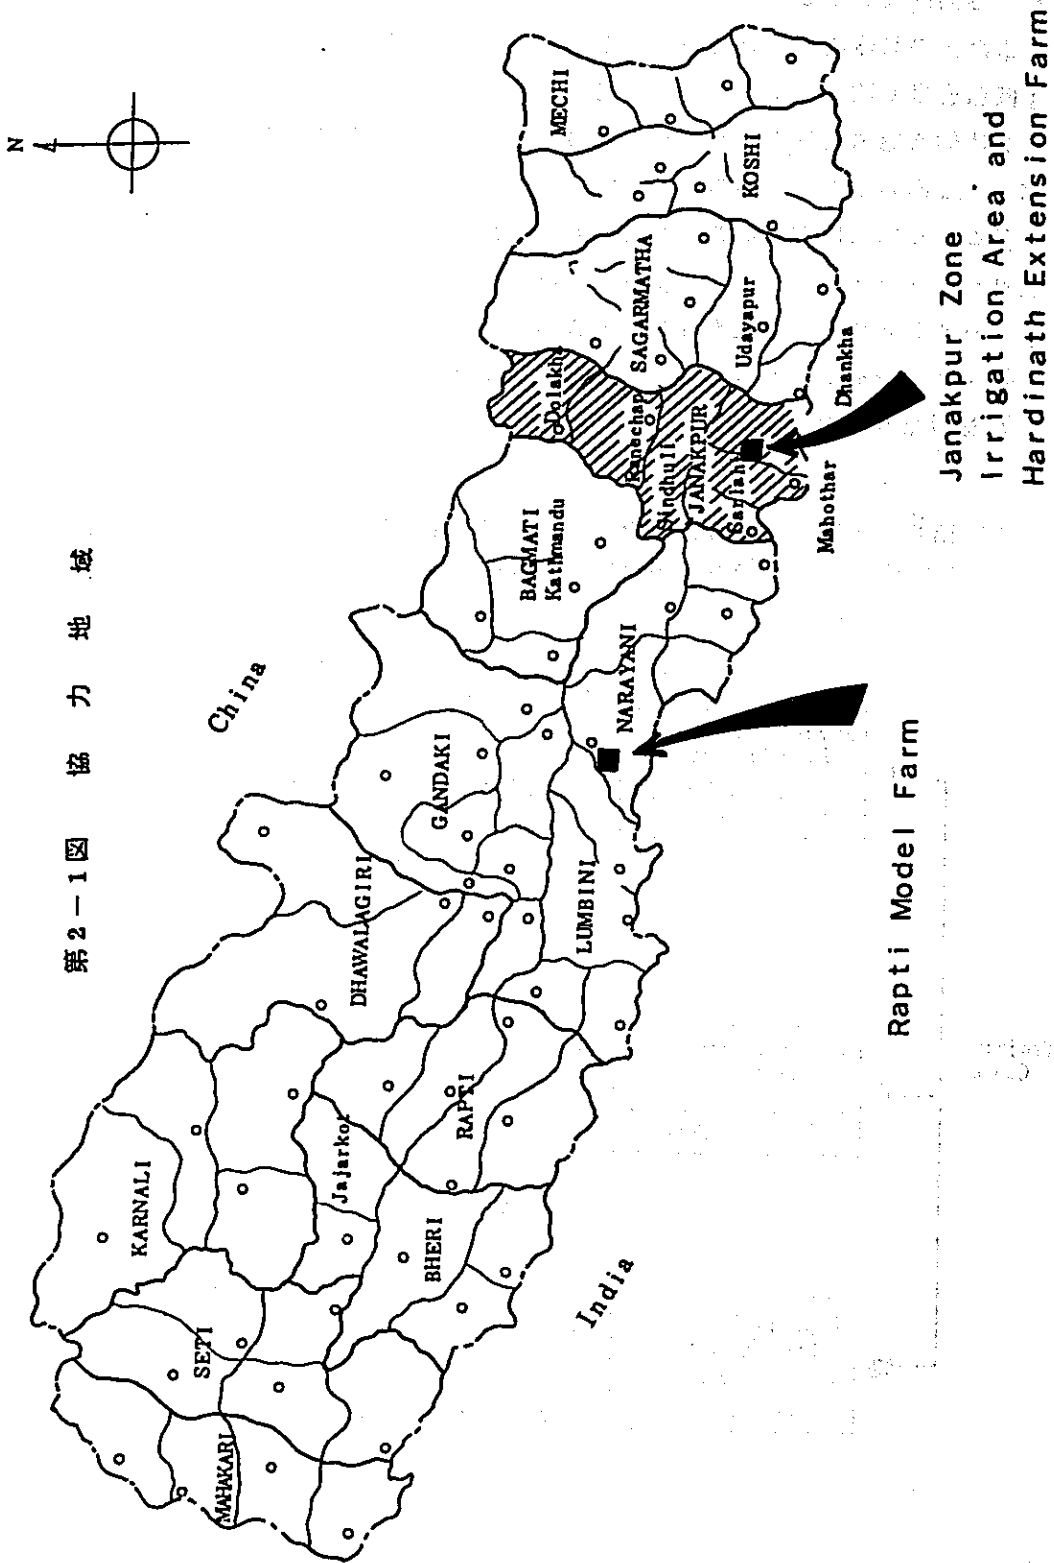 第2－1図 協力地域
N
China
KARNALI
SETI
MAHAKARI
Jajarkot
BHERI
DHAWALAGIRI
RAPTI
GANDAKI
LUMBINI
BAGMATI
Kathmandu
NARAYANI
Dolakha
Ramechap
Sindhuli
JANAKPUR
Sarlahi
SAGARMATHA
Udayapur
MECHI
KOSHI
Dhankha
Mahothar
India
Rapti Model Farm
Janakpur Zone
Irrigation Area and
Hardinath Extension Farm